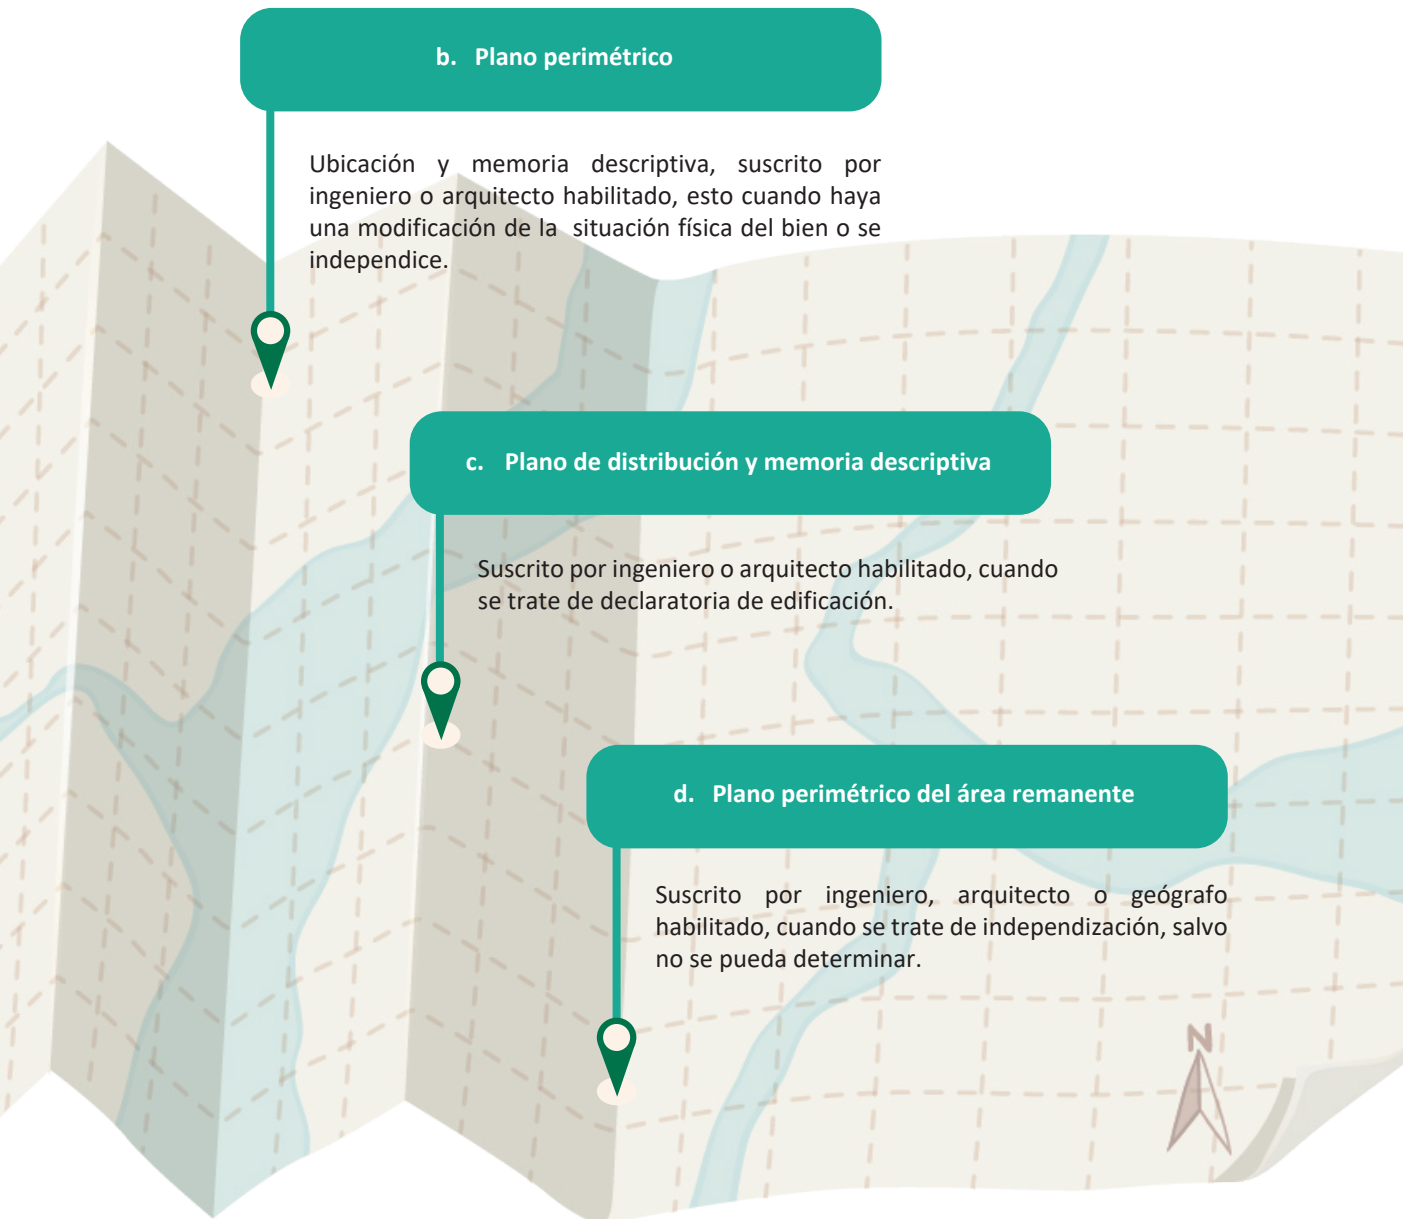 b. Plano perimétrico
Ubicación y memoria descriptiva, suscrito por
ingeniero o arquitecto habilitado, esto cuando haya
una modificación de la situación física del bien o se
independice.
c. Plano de distribución y memoria descriptiva
Suscrito por ingeniero o arquitecto habilitado, cuando
se trate de declaratoria de edificación.
d. Plano perimétrico del área remanente
Suscrito por ingeniero, arquitecto o geógrafo
habilitado, cuando se trate de independización, salvo
no se pueda determinar.
N